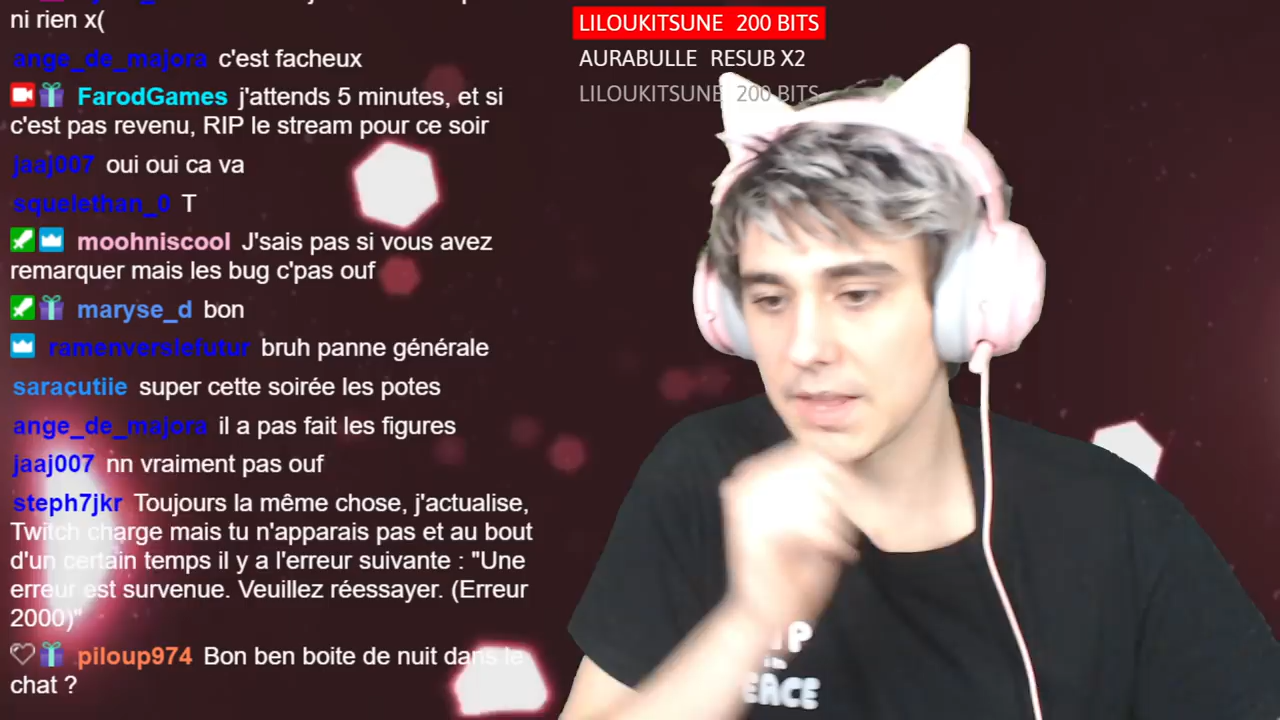 ni rien x(
ange_de_majora c'est facheux
FarodGames j'attends 5 minutes, et si
c'est pas revenu, RIP le stream pour ce soir
jaaj007 oui oui ca va
squelethan_0 T
moohniscool J'sais pas si vous avez
remarquer mais les bug c'pas ouf
maryse_d bon
ramenverslefutur bruh panne générale
saracutiie super cette soirée les potes
ange_de_majora il a pas fait les figures
jaaj007 nn vraiment pas ouf
steph7jkr Toujours la même chose, j'actualise,
Twitch charge mais tu n'apparais pas et au bout
d'un certain temps il y a l'erreur suivante : "Une
erreur est survenue. Veuillez réessayer. (Erreur
2000)"
piloup974 Bon ben boite de nuit dans le
chat ?
LILOUKITSUNE 200 BITS
AURABULLE RESUB X2
LILOUKITSUNE 200 BITS